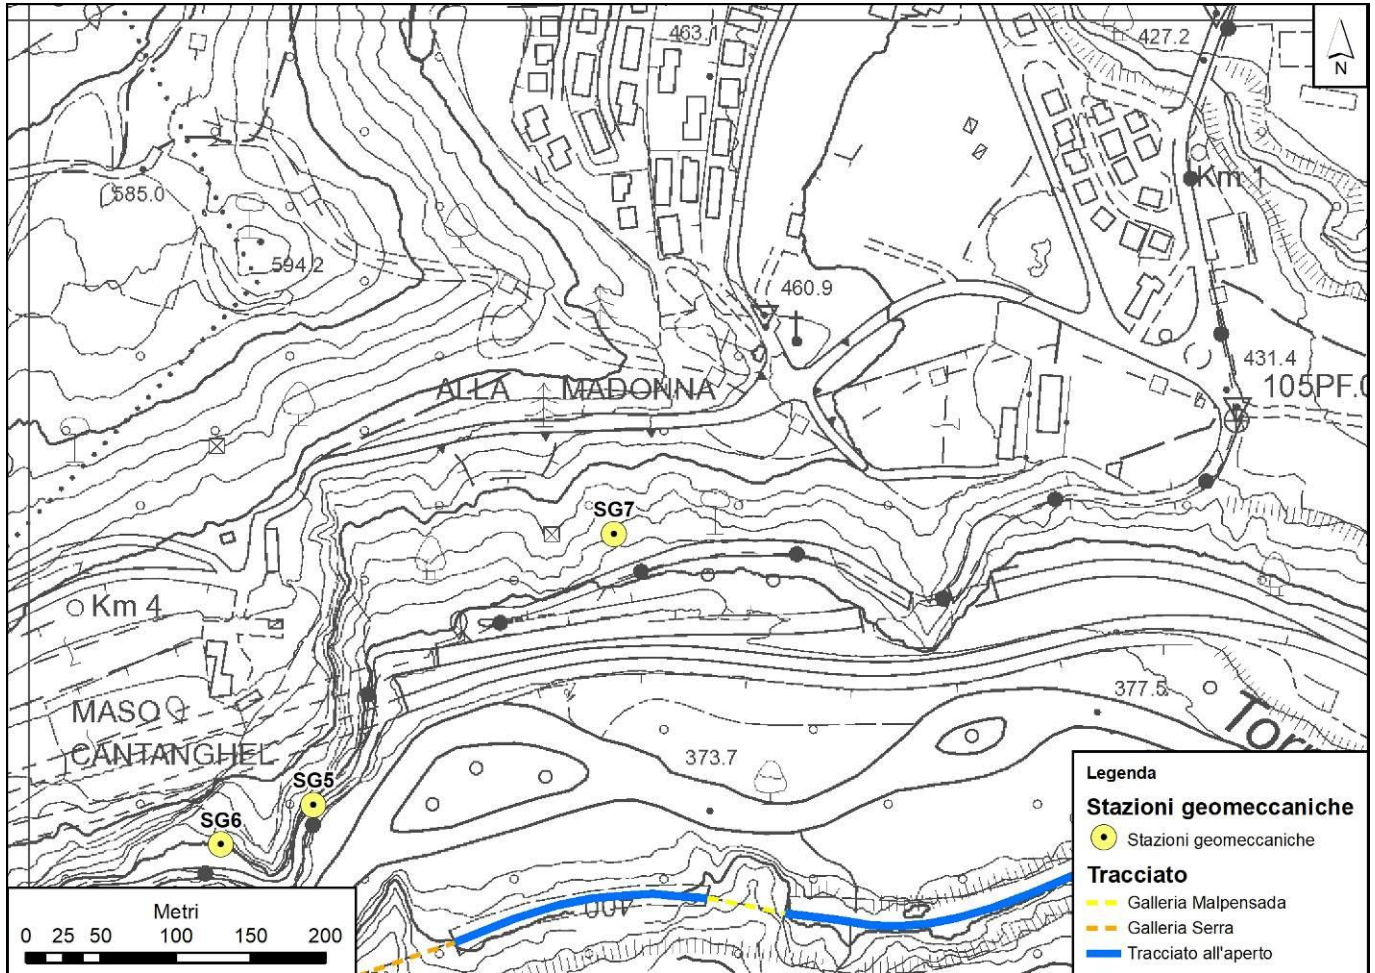 463.1
427.2
N
Km 1
585.0
594.2
460.9
431.4
ALLA MADONNA
105PF.0
SG7
Km 4
377.5
MASO
CANTANGHEL
373.7
SG5
SG6
400
Legenda
Stazioni geomeccaniche
Stazioni geomeccaniche
Tracciato
Galleria Malpensada
Galleria Serra
Tracciato all'aperto
Metri
0 25 50 100 150 200